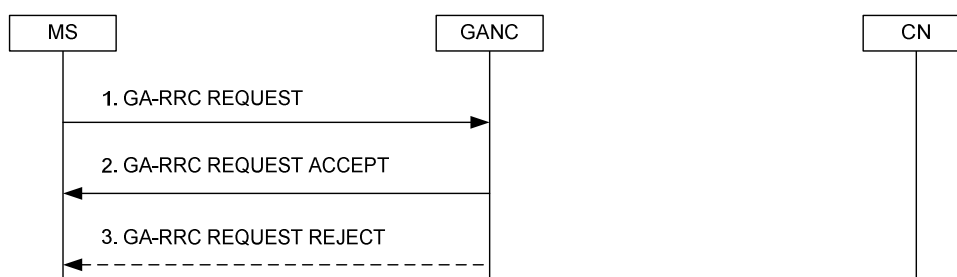 MS
GANC
CN
1. GA-RRC REQUEST
2. GA-RRC REQUEST ACCEPT
3. GA-RRC REQUEST REJECT